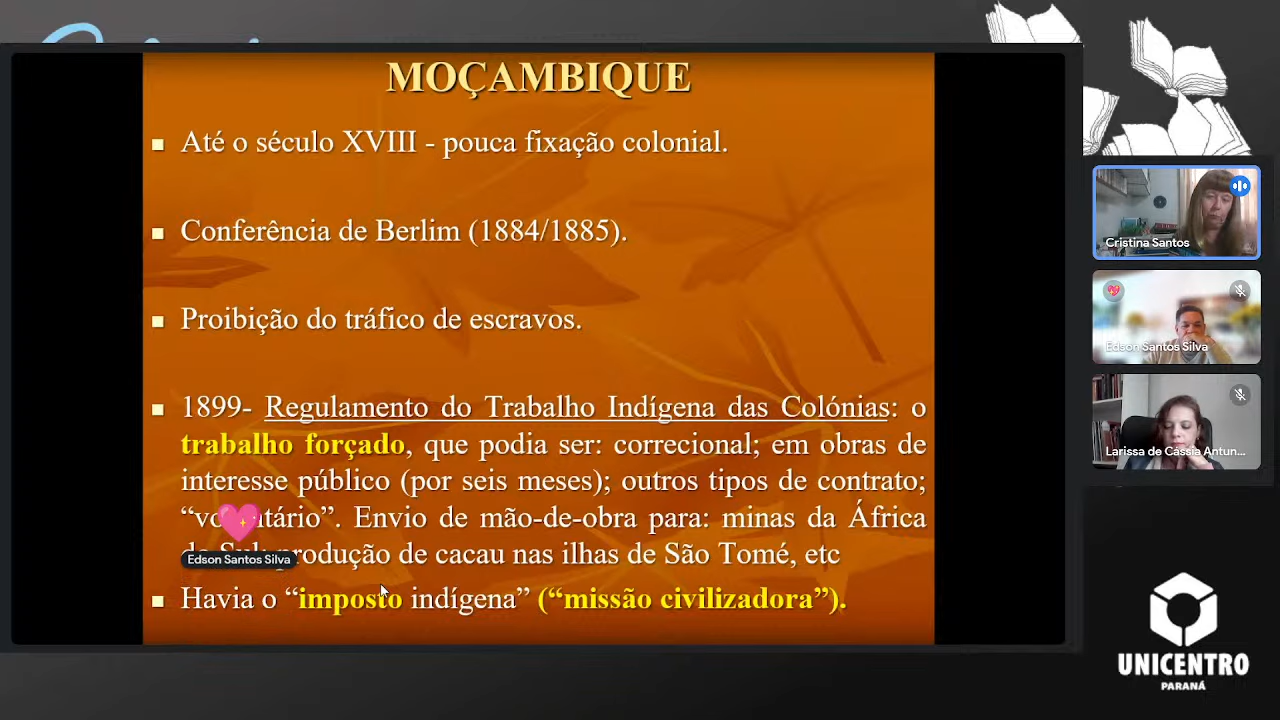 MOÇAMBIQUE
Até o século XVIII - pouca fixação colonial.
Conferência de Berlim (1884/1885).
Proibição do tráfico de escravos.
1899- Regulamento do Trabalho Indígena das Colónias: o
trabalho forçado, que podia ser: correcional; em obras de
interesse público (por seis meses); outros tipos de contrato;
Envio de mão-de-obra para: minas da África
produção de cacau nas ilhas de São Tomé, etc
Edson Santos Silva
Havia o “imposto indígena” (“missão civilizadora”).
Cristina Santos
Edson Santos Silva
Larissa de Cássia Antun...
UNICENTRO
PARANÁ